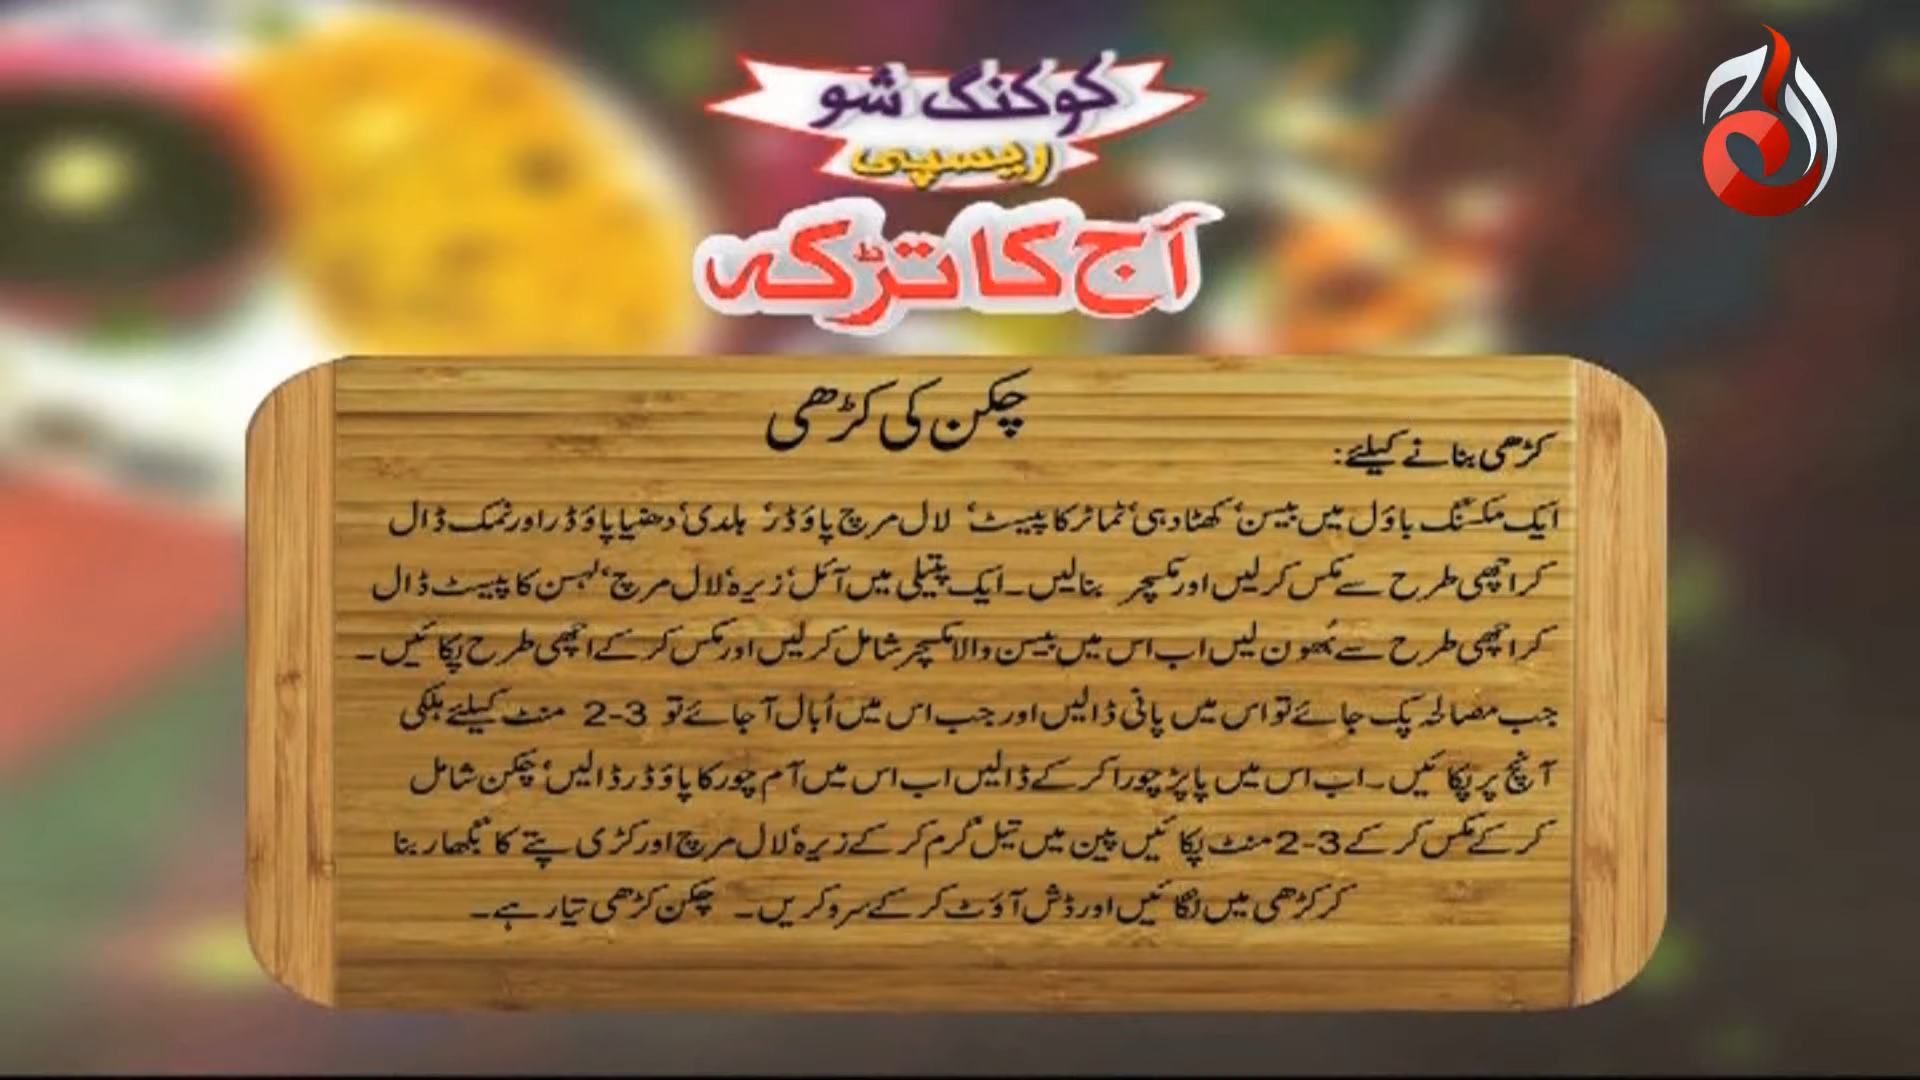 کوکنگ شو
ریسپی
آج کا تڑکہ
چکن کی کڑھی
کڑھی بنانے کیلئے:
ایک مکسنگ باؤل میں بیسن‘ کھٹا دہی‘ ٹماٹر کا پیسٹ‘ لال مرچ پاؤڈر‘ ہلدی‘ دھنیا پاؤڈر اور نمک ڈال
کر اچھی طرح سے مکس کر لیں اور مکسچر بنا لیں۔ ایک پتیلی میں آئل‘ زیرہ‘ لال مرچ‘ لہسن کا پیسٹ ڈال
کر اچھی طرح سے بُھون لیں اب اس میں بیسن والا مکسچر شامل کر لیں اور مکس کر کے اچھی طرح پکائیں۔
جب مصالحہ پک جائے تو اس میں پانی ڈالیں اور جب اس میں اُبال آ جائے تو 3-2 منٹ کیلئے ہلکی
آنچ پر پکائیں۔ اب اس میں پاپڑ چورا کر کے ڈالیں اب اس میں آم چور کا پاؤڈر ڈالیں‘ چکن شامل
کر کے مکس کر کے 3-2 منٹ پکائیں پین میں تیل گرم کر کے زیرہ‘ لال مرچ اور کڑی پتے کا بگھار بنا
کر کڑھی میں لگائیں اور ڈش آؤٹ کر کے سرو کریں۔ چکن کڑھی تیار ہے۔